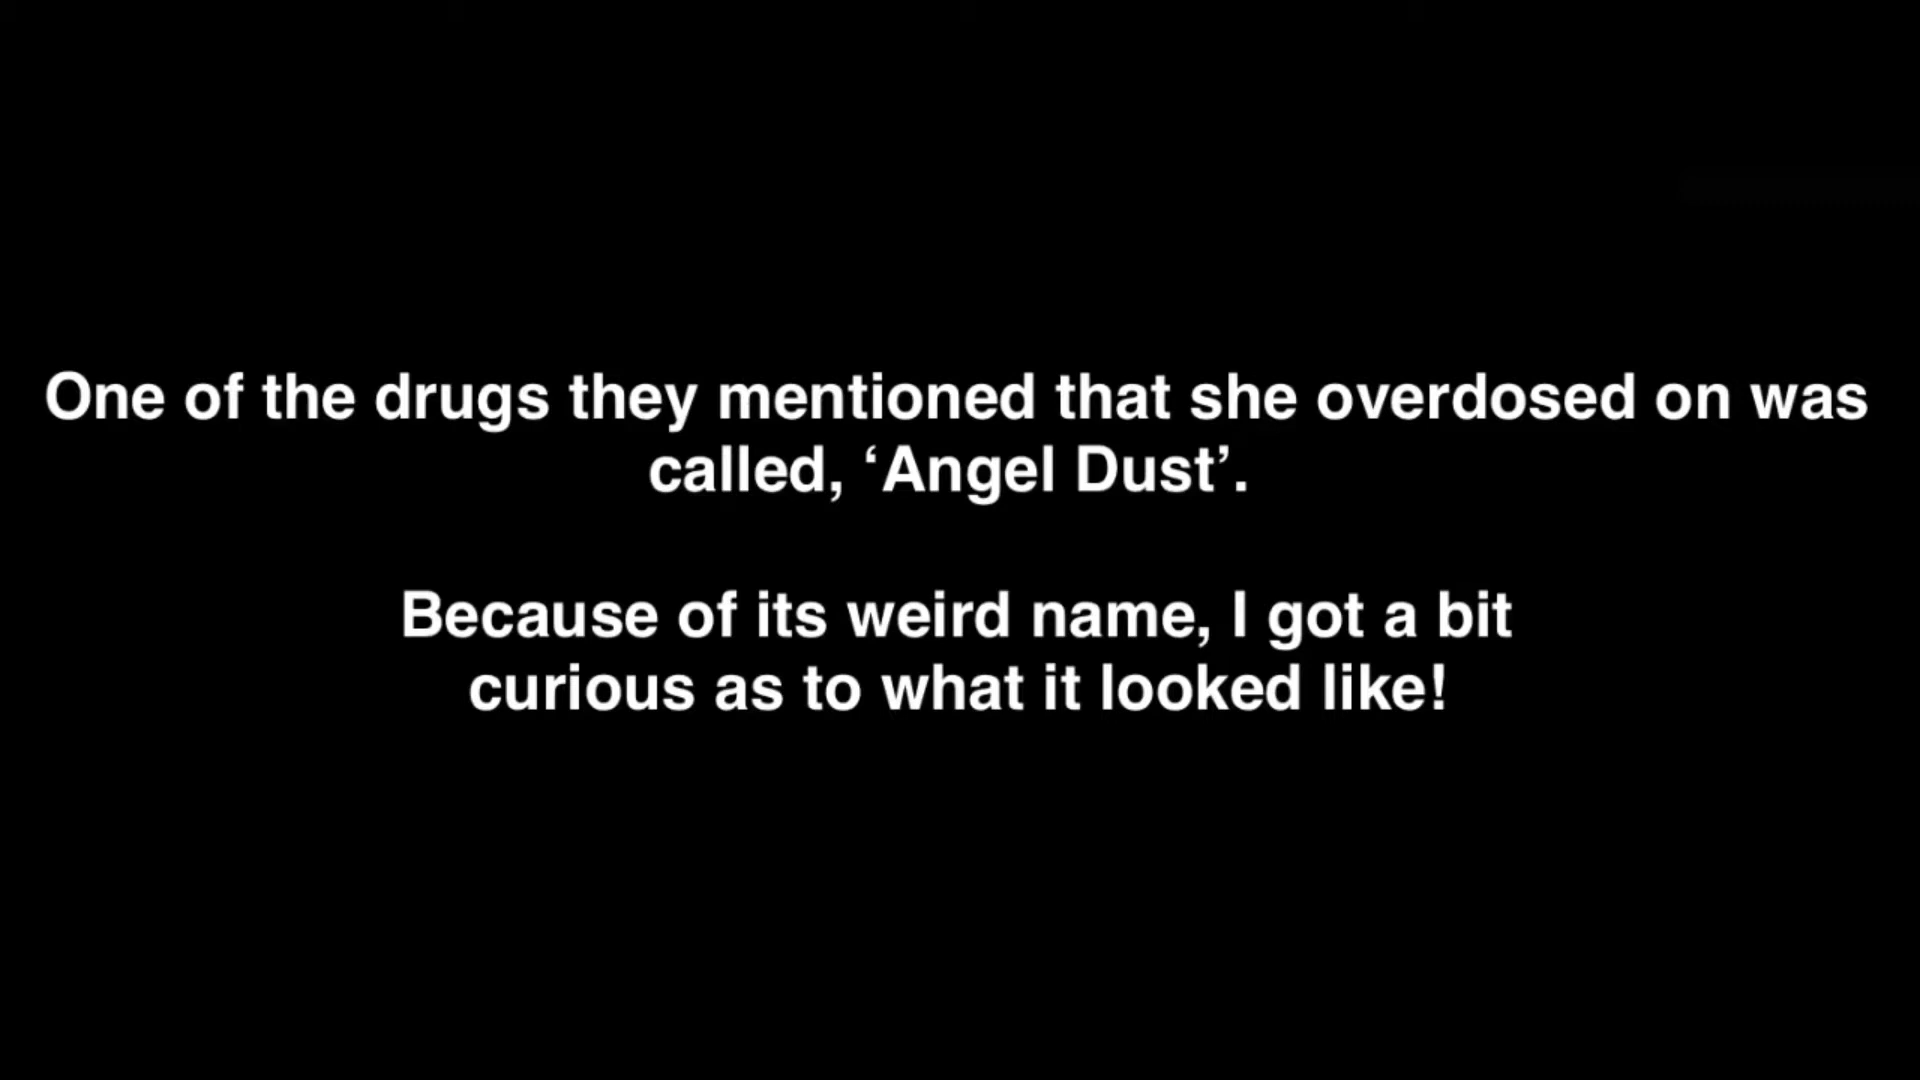 One of the drugs they mentioned that she overdosed on was
called, ‘Angel Dust’.
Because of its weird name, I got a bit
curious as to what it looked like!